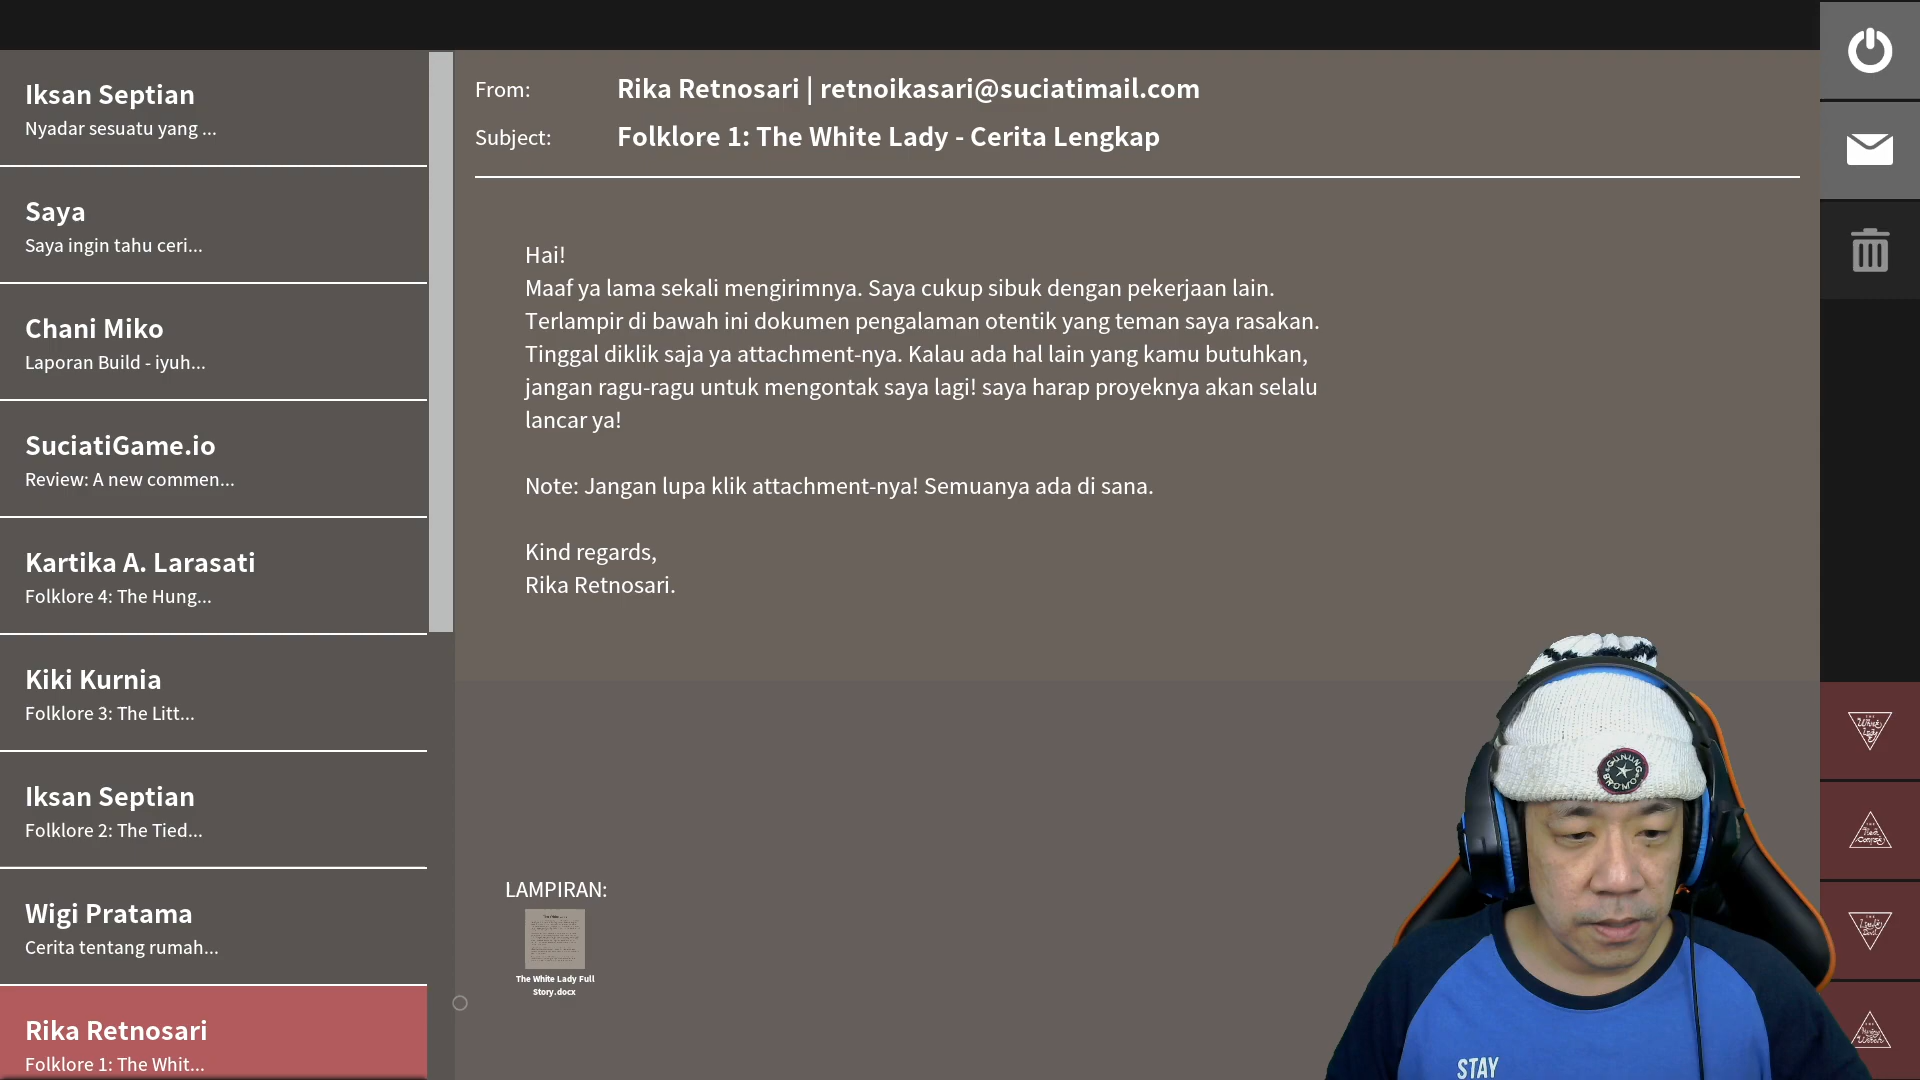 Iksan Septian
Nyadar sesuatu yang ...
Saya
Saya ingin tahu ceri...
Chani Miko
Laporan Build - iyuh...
SuciatiGame.io
Review: A new commen...
Kartika A. Larasati
Folklore 4: The Hung...
Kiki Kurnia
Folklore 3: The Litt...
Iksan Septian
Folklore 2: The Tied...
Wigi Pratama
Cerita tentang rumah...
Rika Retnosari
Folklore 1: The Whit...
From: Rika Retnosari | retnoikasari@suciatimail.com
Subject: Folklore 1: The White Lady - Cerita Lengkap
Hai!
Maaf ya lama sekali mengirimnya. Saya cukup sibuk dengan pekerjaan lain.
Terlampir di bawah ini dokumen pengalaman otentik yang teman saya rasakan.
Tinggal diklik saja ya attachment-nya. Kalau ada hal lain yang kamu butuhkan,
jangan ragu-ragu untuk mengontak saya lagi! saya harap proyeknya akan selalu
lancar ya!
Note: Jangan lupa klik attachment-nya! Semuanya ada di sana.
Kind regards,
Rika Retnosari.
LAMPIRAN:
The White Lady Full
Story.docx
GUNUNG
BROMO
STAY